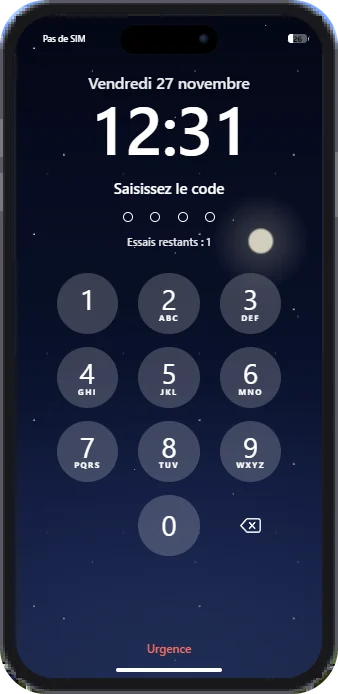 Pas de SIM
26
Vendredi 27 novembre
12:31
Saisissez le code
Essais restants : 1
1
2
ABC
3
DEF
4
GHI
5
JKL
6
MNO
7
PQRS
8
TUV
9
WXYZ
0
Urgence